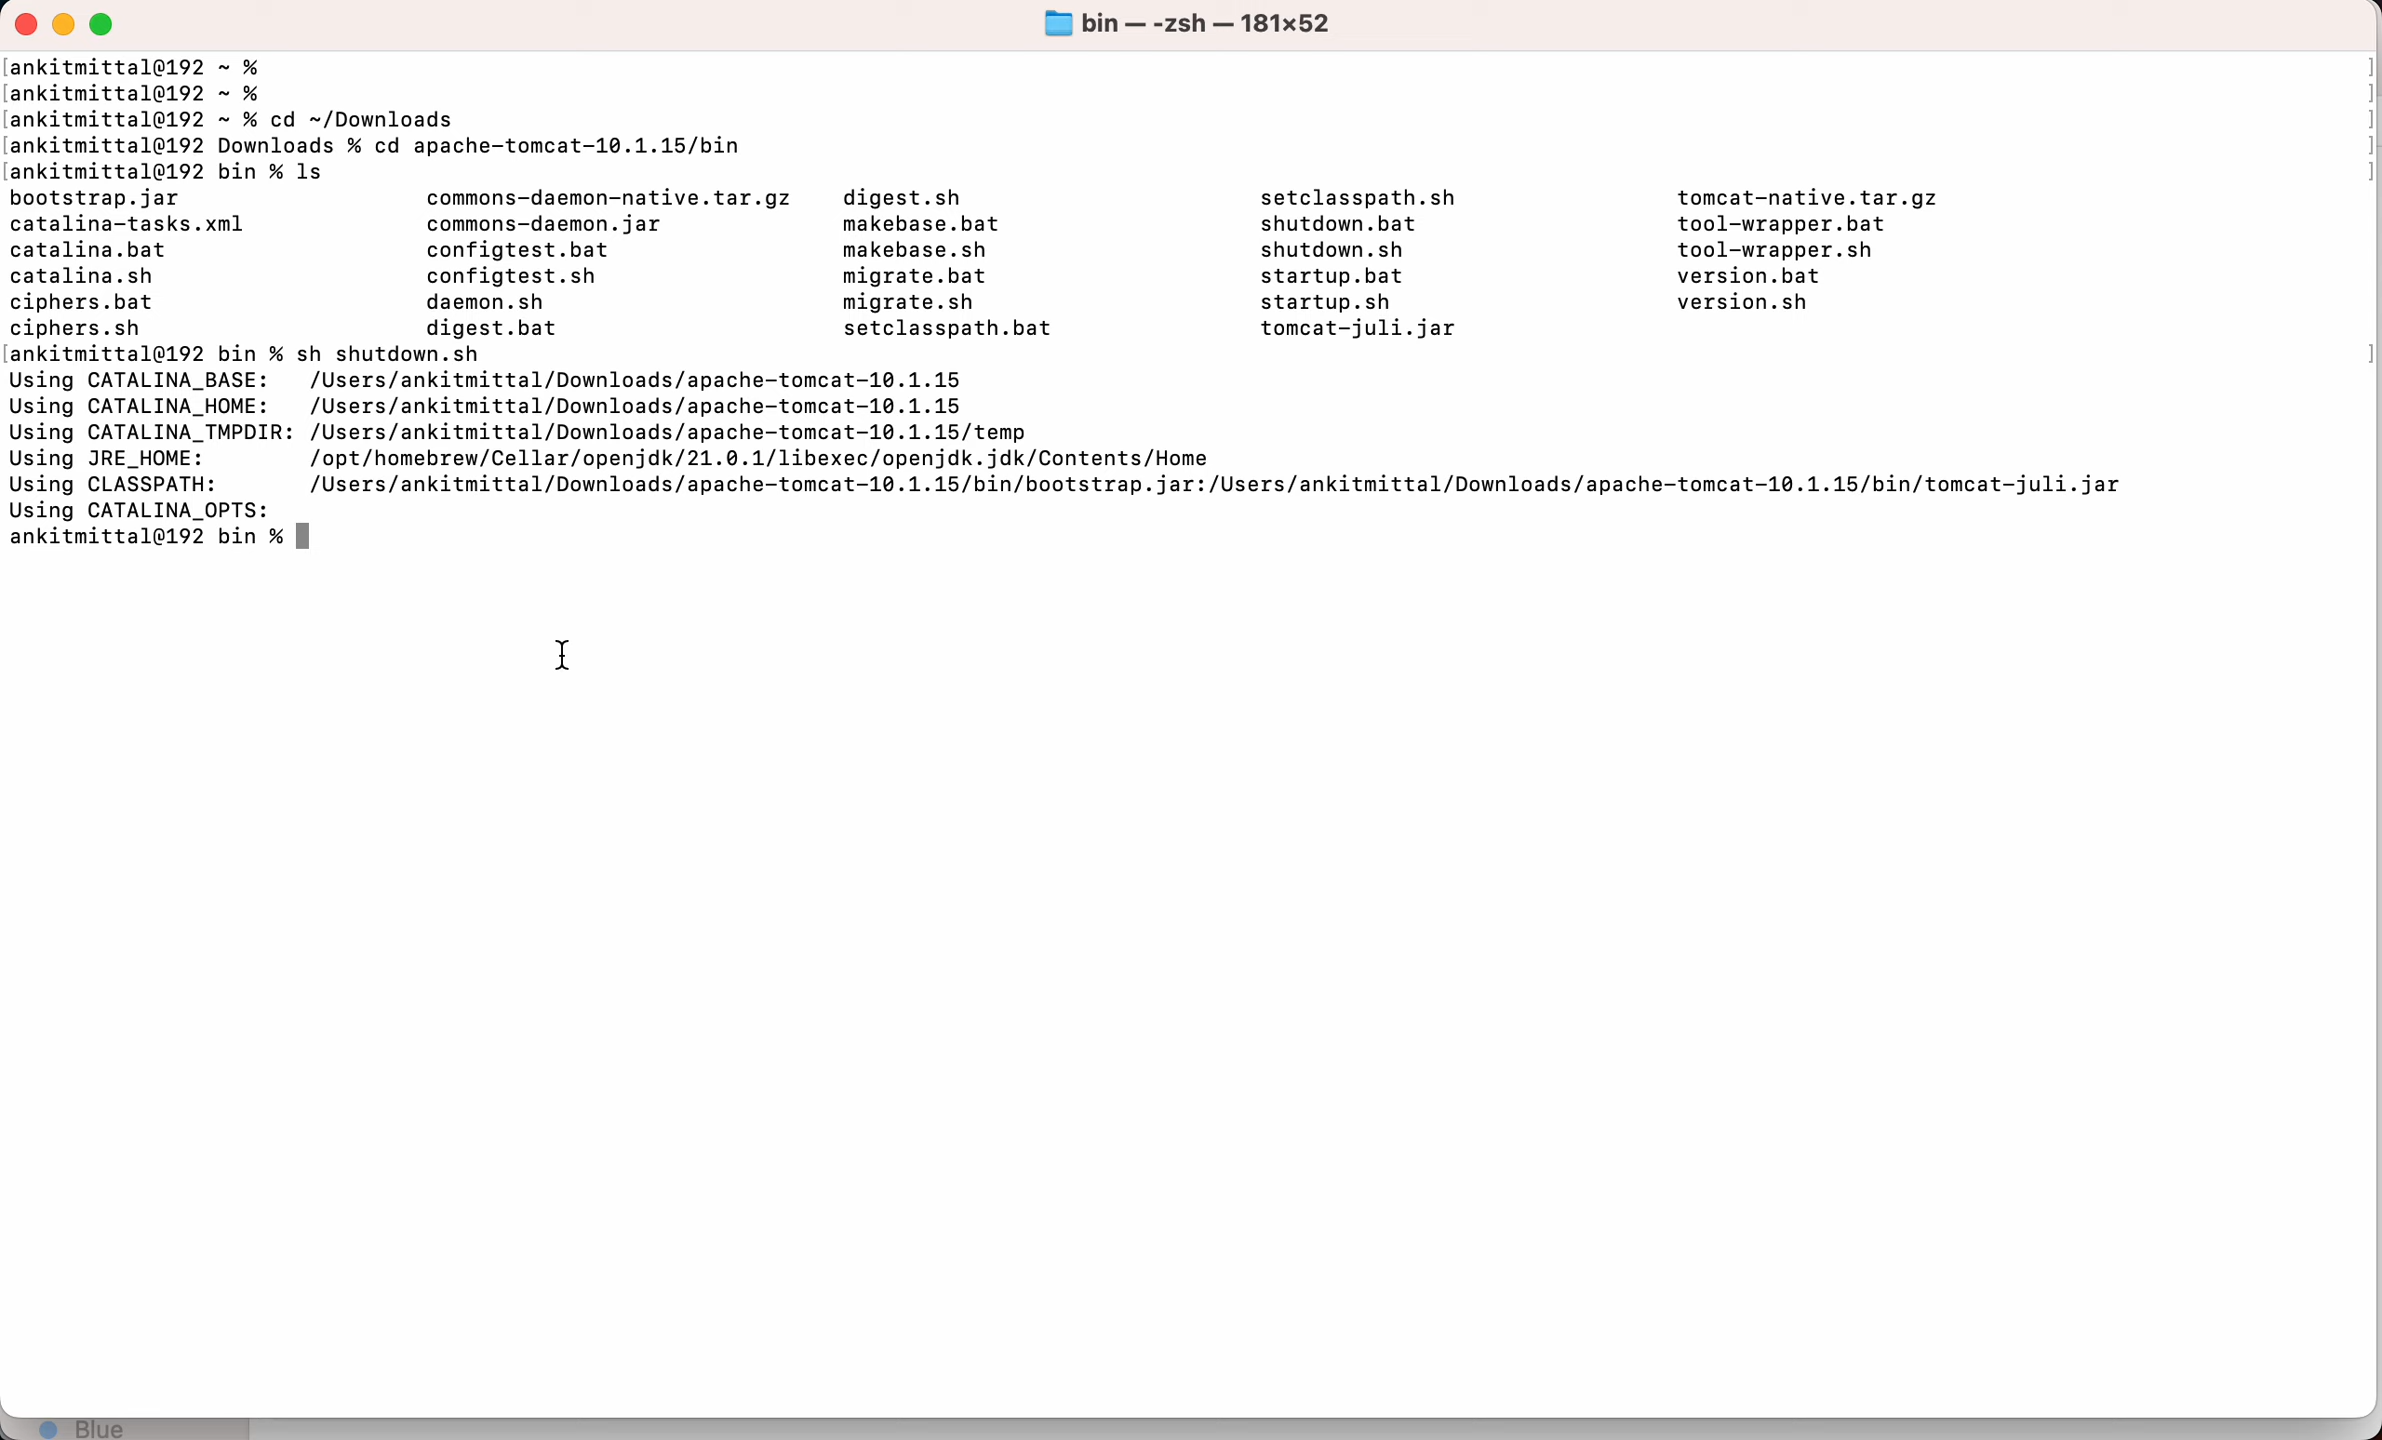 bin — -zsh — 181×52
[ankitmittal@192 ~ % ]
[ankitmittal@192 ~ % ]
[ankitmittal@192 ~ % cd ~/Downloads ]
[ankitmittal@192 Downloads % cd apache-tomcat-10.1.15/bin ]
[ankitmittal@192 bin % ls ]
bootstrap.jar commons-daemon-native.tar.gz digest.sh setclasspath.sh tomcat-native.tar.gz
catalina-tasks.xml commons-daemon.jar makebase.bat shutdown.bat tool-wrapper.bat
catalina.bat configtest.bat makebase.sh shutdown.sh tool-wrapper.sh
catalina.sh configtest.sh migrate.bat startup.bat version.bat
ciphers.bat daemon.sh migrate.sh startup.sh version.sh
ciphers.sh digest.bat setclasspath.bat tomcat-juli.jar
[ankitmittal@192 bin % sh shutdown.sh ]
Using CATALINA_BASE: /Users/ankitmittal/Downloads/apache-tomcat-10.1.15
Using CATALINA_HOME: /Users/ankitmittal/Downloads/apache-tomcat-10.1.15
Using CATALINA_TMPDIR: /Users/ankitmittal/Downloads/apache-tomcat-10.1.15/temp
Using JRE_HOME: /opt/homebrew/Cellar/openjdk/21.0.1/libexec/openjdk.jdk/Contents/Home
Using CLASSPATH: /Users/ankitmittal/Downloads/apache-tomcat-10.1.15/bin/bootstrap.jar:/Users/ankitmittal/Downloads/apache-tomcat-10.1.15/bin/tomcat-juli.jar
Using CATALINA_OPTS:
ankitmittal@192 bin %
Blue